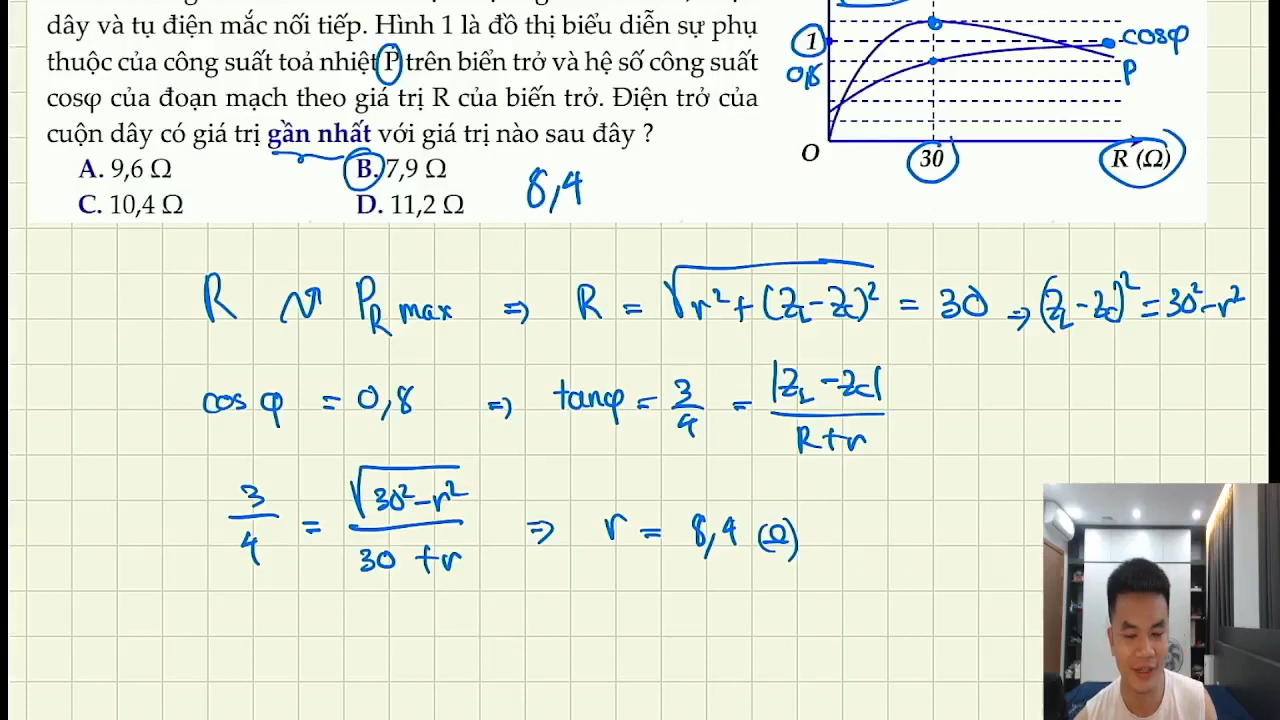 dây và tụ điện mắc nối tiếp. Hình 1 là đồ thị biểu diễn sự phụ
thuộc của công suất toả nhiệt P trên biển trở và hệ số công suất
cosφ của đoạn mạch theo giá trị R của biến trở. Điện trở của
cuộn dây có giá trị gần nhất với giá trị nào sau đây ?
A. 9,6 Ω
B. 7,9 Ω
C. 10,4 Ω
D. 11,2 Ω
8,4
1
0,8
cosφ
P
O
30
R (Ω)
R P_R max ⇒ R = √(r² + (Z_L - Z_C)²) = 30 ⇒ (Z_L - Z_C)² = 30² - r²
cos φ = 0,8 ⇒ tanφ = 3/4 = |Z_L - Z_C| / (R+r)
3/4 = √(30² - r²) / (30 + r) ⇒ r = 8,4 (Ω)